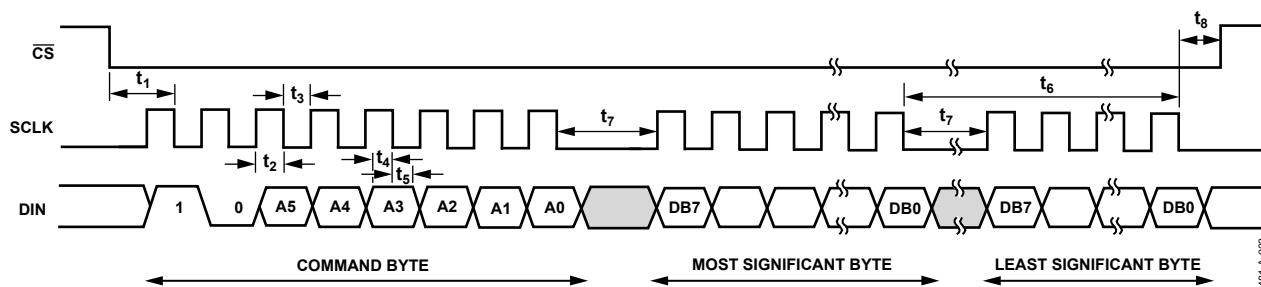 t8
CS
t1
t3
t6
SCLK
t7
t7
t2
t4
t5
DIN
1
0
A5
A4
A3
A2
A1
A0
DB7
DB0
DB7
DB0
COMMAND BYTE
MOST SIGNIFICANT BYTE
LEAST SIGNIFICANT BYTE